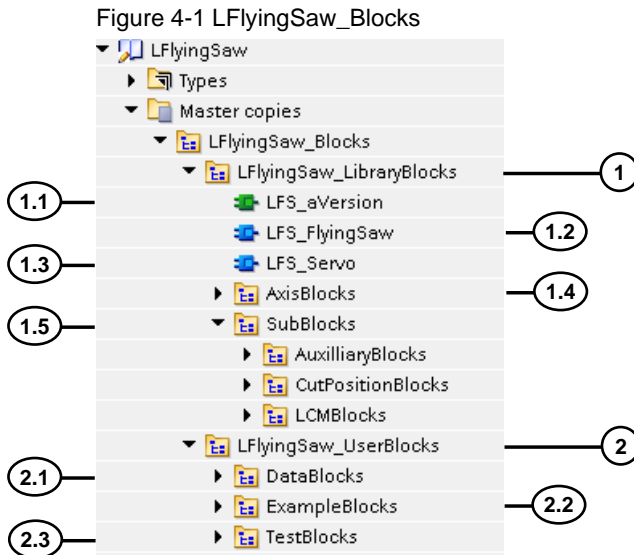 Figure 4-1 LFlyingSaw_Blocks
LFlyingSaw
Types
Master copies
LFlyingSaw_Blocks
LFlyingSaw_LibraryBlocks 1
1.1 LFS_aVersion
LFS_FlyingSaw 1.2
1.3 LFS_Servo
AxisBlocks 1.4
1.5 SubBlocks
AuxilliaryBlocks
CutPositionBlocks
LCMBlocks
LFlyingSaw_UserBlocks 2
2.1 DataBlocks
ExampleBlocks 2.2
2.3 TestBlocks